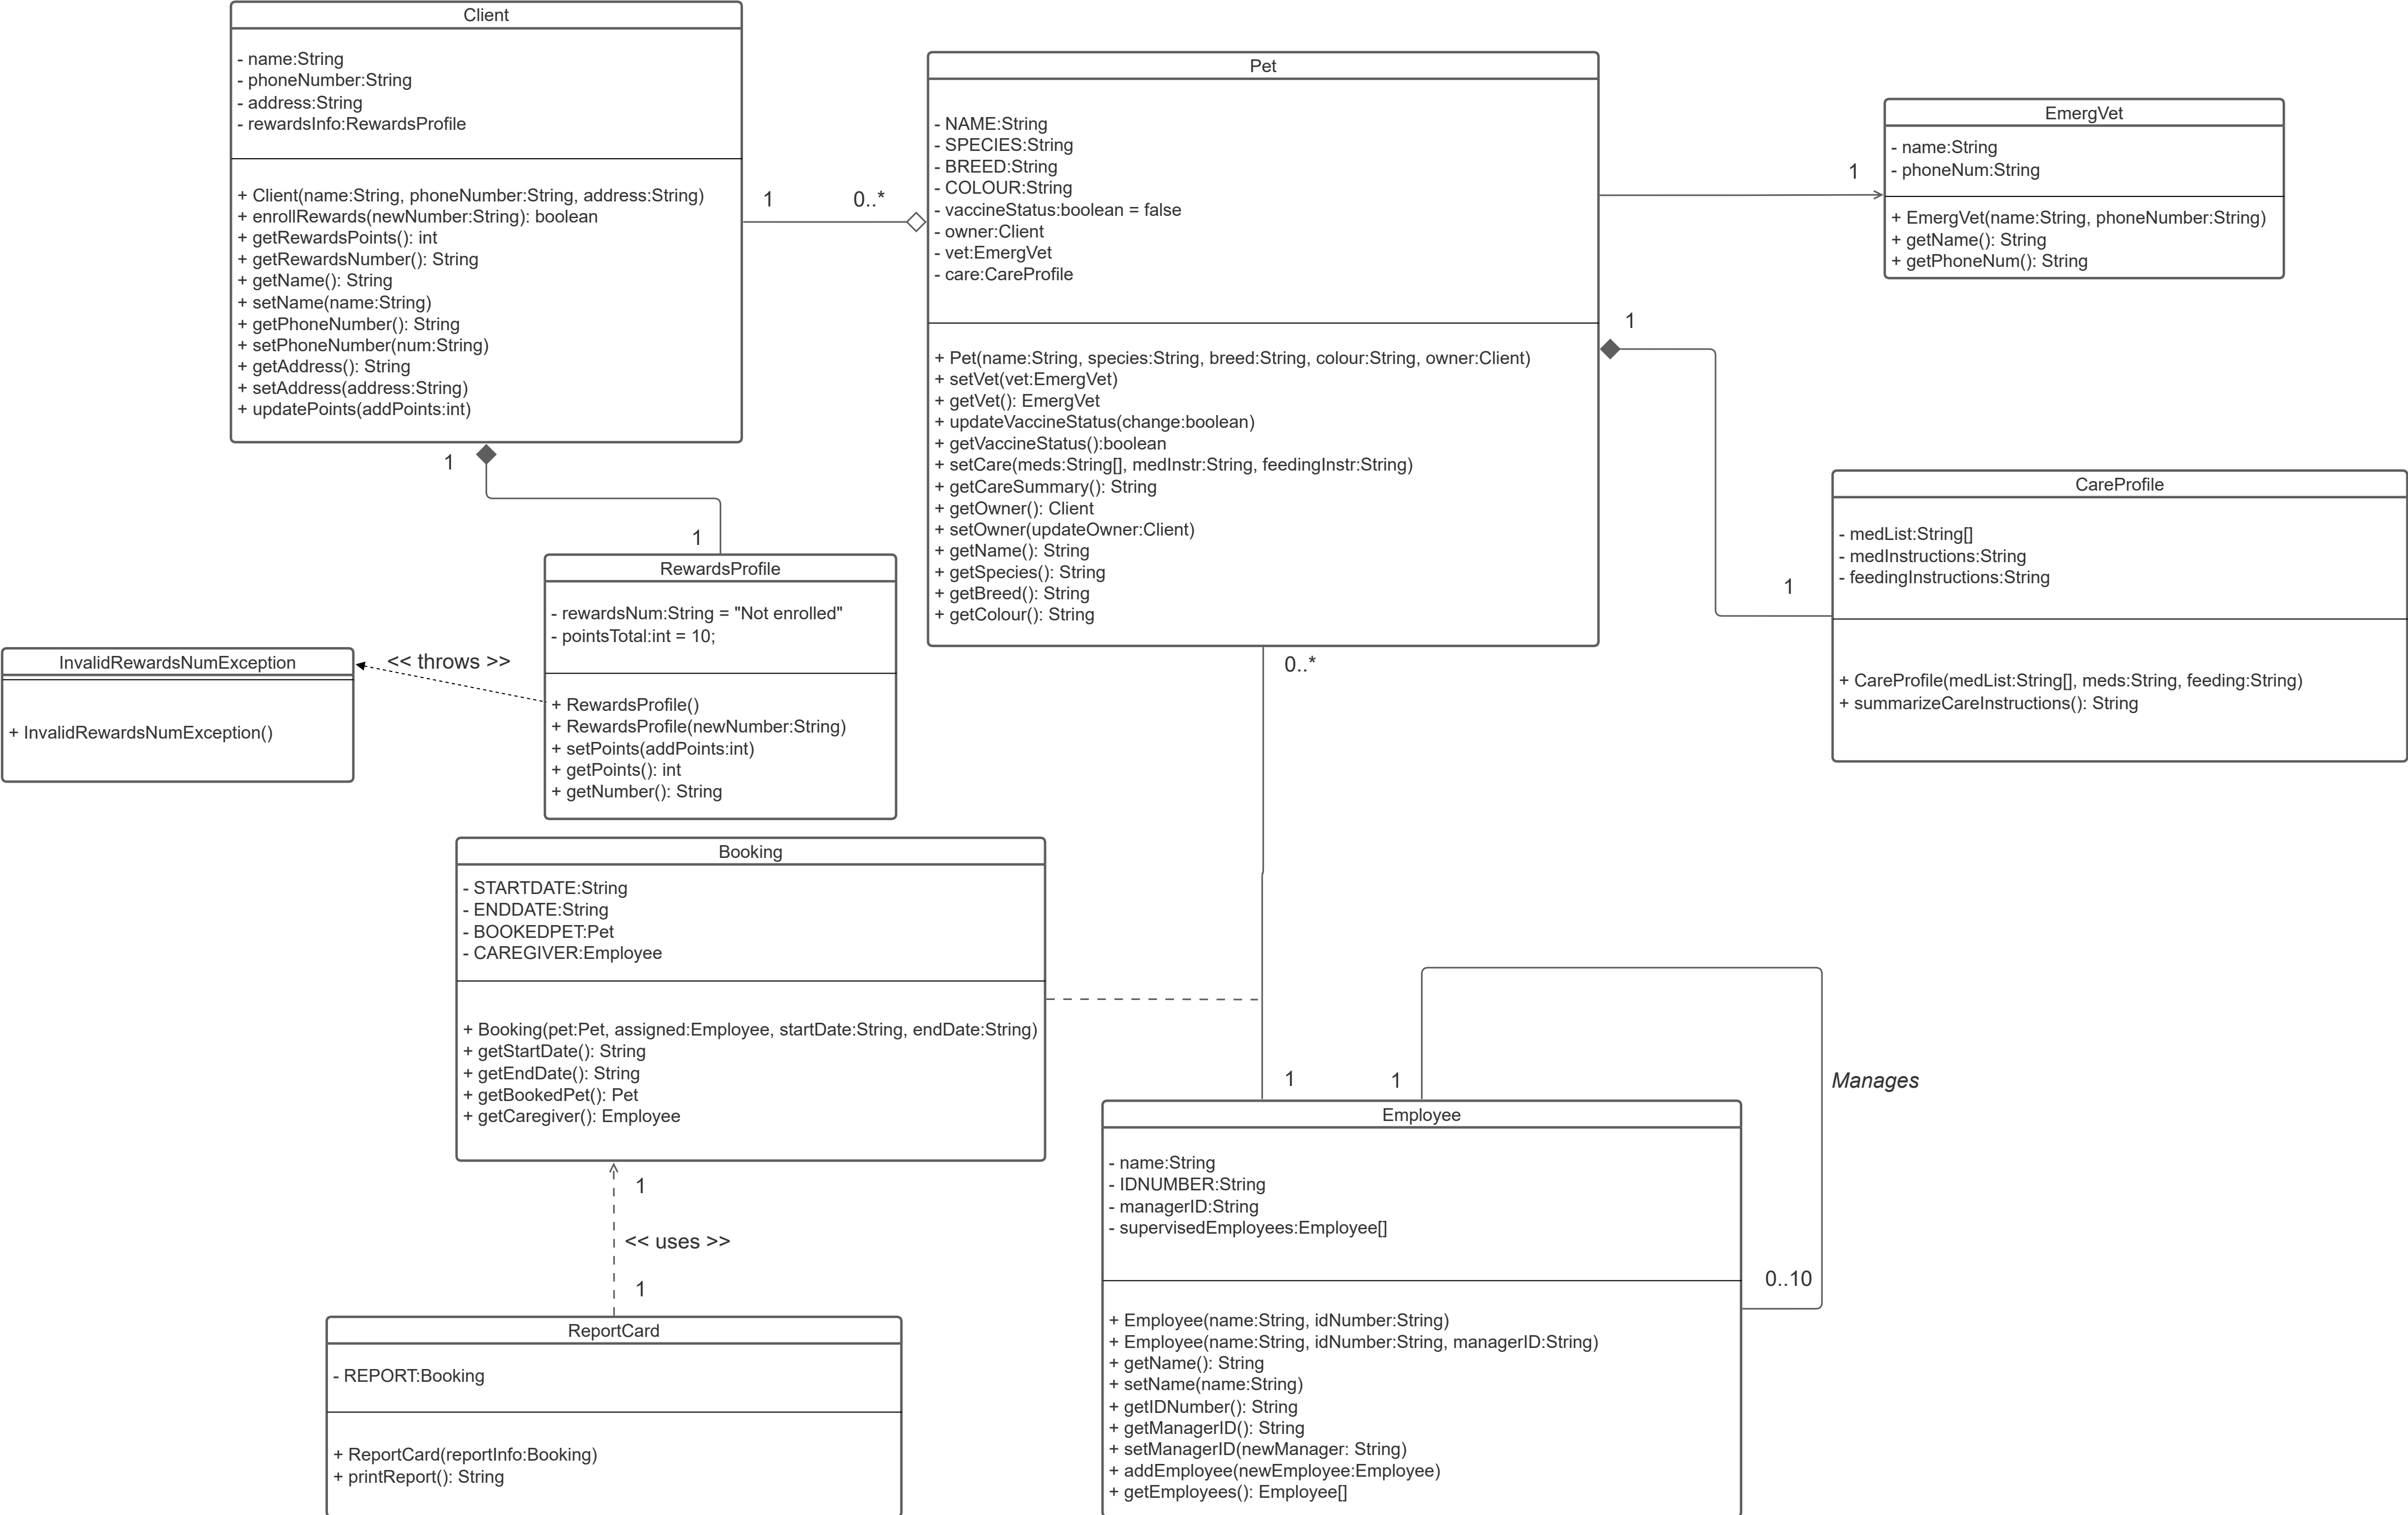 Client
- name:String
- phoneNumber:String
- address:String
- rewardsInfo:RewardsProfile
+ Client(name:String, phoneNumber:String, address:String)
+ enrollRewards(newNumber:String): boolean
+ getRewardsPoints(): int
+ getRewardsNumber(): String
+ getName(): String
+ setName(name:String)
+ getPhoneNumber(): String
+ setPhoneNumber(num:String)
+ getAddress(): String
+ setAddress(address:String)
+ updatePoints(addPoints:int)
1
0..*
Pet
- NAME:String
- SPECIES:String
- BREED:String
- COLOUR:String
- vaccineStatus:boolean = false
- owner:Client
- vet:EmergVet
- care:CareProfile
+ Pet(name:String, species:String, breed:String, colour:String, owner:Client)
+ setVet(vet:EmergVet)
+ getVet(): EmergVet
+ updateVaccineStatus(change:boolean)
+ getVaccineStatus():boolean
+ setCare(meds:String[], medInstr:String, feedingInstr:String)
+ getCareSummary(): String
+ getOwner(): Client
+ setOwner(updateOwner:Client)
+ getName(): String
+ getSpecies(): String
+ getBreed(): String
+ getColour(): String
1
EmergVet
- name:String
- phoneNum:String
+ EmergVet(name:String, phoneNumber:String)
+ getName(): String
+ getPhoneNum(): String
1
1
CareProfile
- medList:String[]
- medInstructions:String
- feedingInstructions:String
+ CareProfile(medList:String[], meds:String, feeding:String)
+ summarizeCareInstructions(): String
1
1
RewardsProfile
- rewardsNum:String = "Not enrolled"
- pointsTotal:int = 10;
+ RewardsProfile()
+ RewardsProfile(newNumber:String)
+ setPoints(addPoints:int)
+ getPoints(): int
+ getNumber(): String
<< throws >>
InvalidRewardsNumException
+ InvalidRewardsNumException()
0..*
Booking
- STARTDATE:String
- ENDDATE:String
- BOOKEDPET:Pet
- CAREGIVER:Employee
+ Booking(pet:Pet, assigned:Employee, startDate:String, endDate:String)
+ getStartDate(): String
+ getEndDate(): String
+ getBookedPet(): Pet
+ getCaregiver(): Employee
1
1
Manages
0..10
Employee
- name:String
- IDNUMBER:String
- managerID:String
- supervisedEmployees:Employee[]
+ Employee(name:String, idNumber:String)
+ Employee(name:String, idNumber:String, managerID:String)
+ getName(): String
+ setName(name:String)
+ getIDNumber(): String
+ getManagerID(): String
+ setManagerID(newManager: String)
+ addEmployee(newEmployee:Employee)
+ getEmployees(): Employee[]
1
<< uses >>
1
ReportCard
- REPORT:Booking
+ ReportCard(reportInfo:Booking)
+ printReport(): String